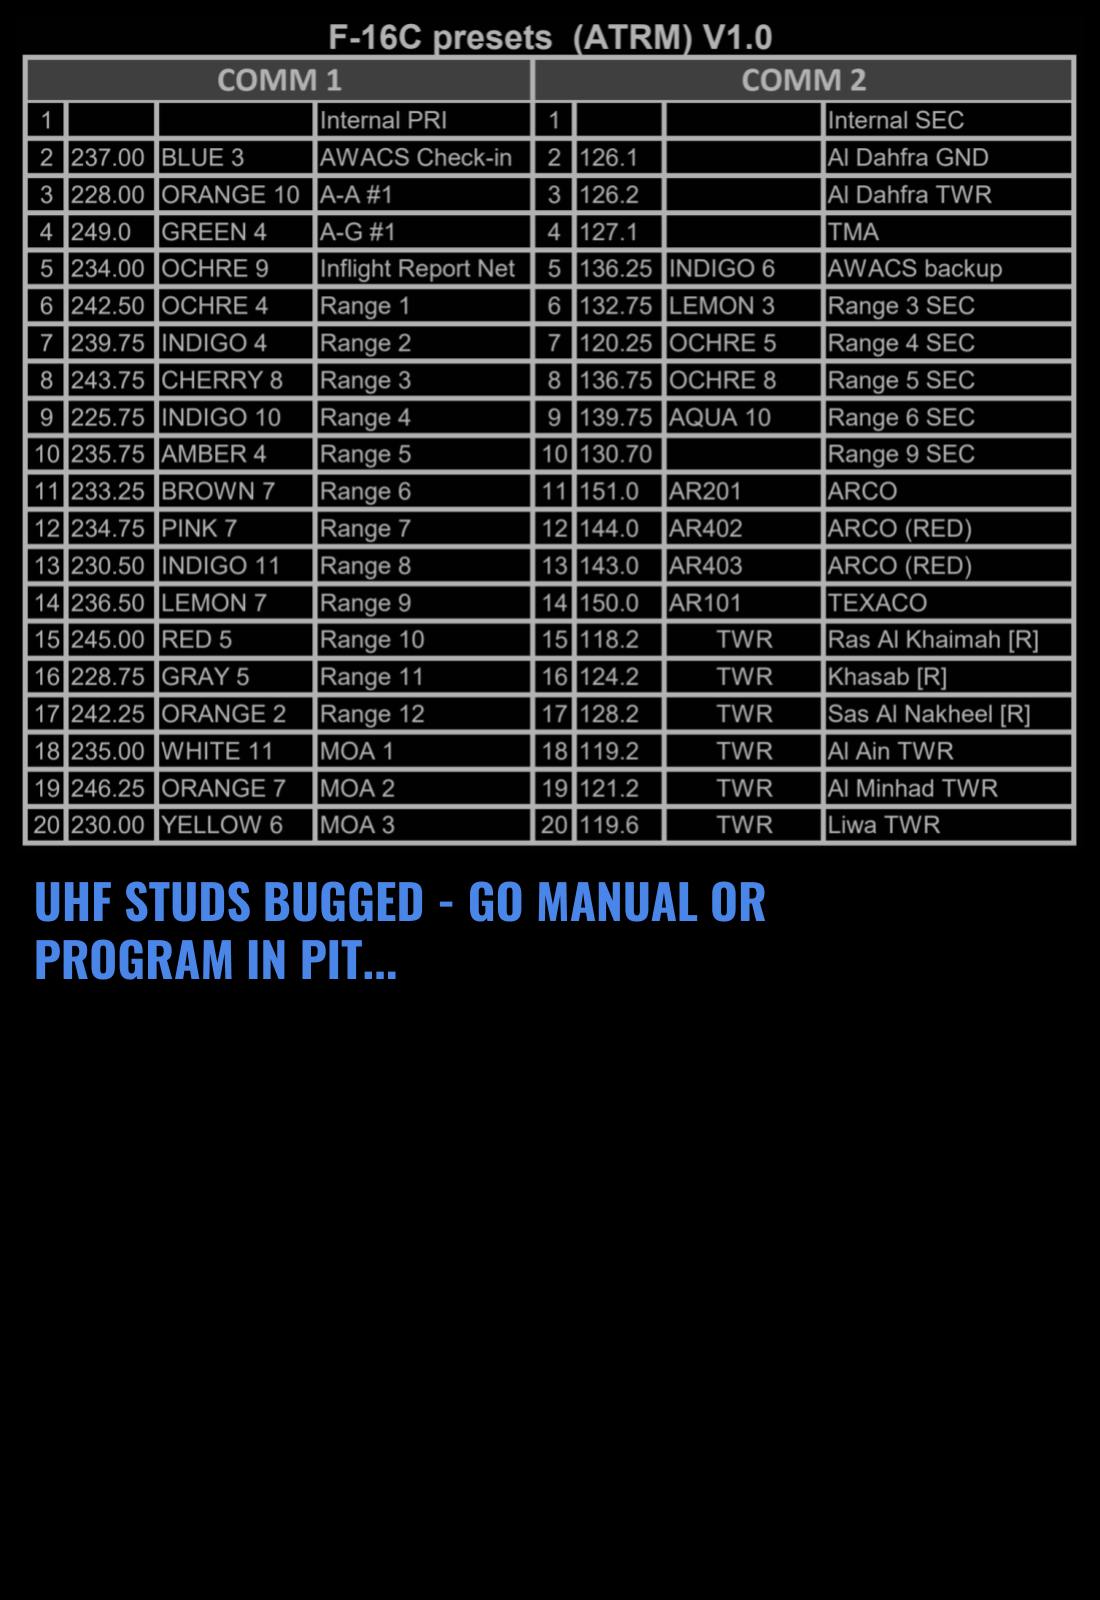 F-16C presets (ATRM) V1.0
COMM 1 COMM 2
1 Internal PRI 1 Internal SEC
2 237.00 BLUE 3 AWACS Check-in 2 126.1 Al Dahfra GND
3 228.00 ORANGE 10 A-A #1 3 126.2 Al Dahfra TWR
4 249.0 GREEN 4 A-G #1 4 127.1 TMA
5 234.00 OCHRE 9 Inflight Report Net 5 136.25 INDIGO 6 AWACS backup
6 242.50 OCHRE 4 Range 1 6 132.75 LEMON 3 Range 3 SEC
7 239.75 INDIGO 4 Range 2 7 120.25 OCHRE 5 Range 4 SEC
8 243.75 CHERRY 8 Range 3 8 136.75 OCHRE 8 Range 5 SEC
9 225.75 INDIGO 10 Range 4 9 139.75 AQUA 10 Range 6 SEC
10 235.75 AMBER 4 Range 5 10 130.70 Range 9 SEC
11 233.25 BROWN 7 Range 6 11 151.0 AR201 ARCO
12 234.75 PINK 7 Range 7 12 144.0 AR402 ARCO (RED)
13 230.50 INDIGO 11 Range 8 13 143.0 AR403 ARCO (RED)
14 236.50 LEMON 7 Range 9 14 150.0 AR101 TEXACO
15 245.00 RED 5 Range 10 15 118.2 TWR Ras Al Khaimah [R]
16 228.75 GRAY 5 Range 11 16 124.2 TWR Khasab [R]
17 242.25 ORANGE 2 Range 12 17 128.2 TWR Sas Al Nakheel [R]
18 235.00 WHITE 11 MOA 1 18 119.2 TWR Al Ain TWR
19 246.25 ORANGE 7 MOA 2 19 121.2 TWR Al Minhad TWR
20 230.00 YELLOW 6 MOA 3 20 119.6 TWR Liwa TWR
UHF STUDS BUGGED - GO MANUAL OR
PROGRAM IN PIT...